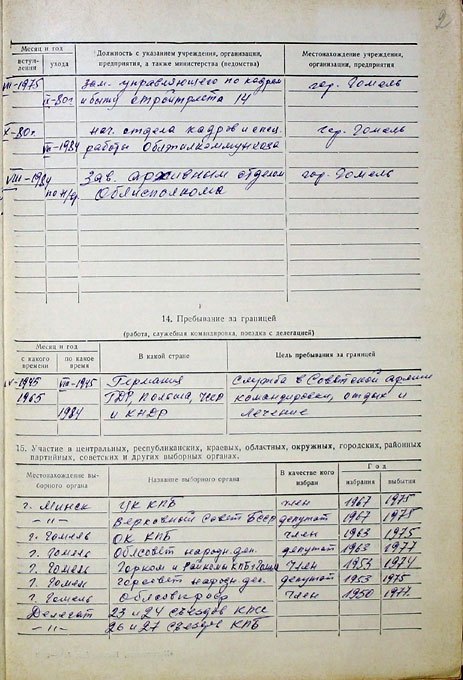 2
Месяц и год
Должность с указанием учреждения, организации, предприятия, а также министерства (ведомства)
Местонахождение учреждения, организации, предприятия
вступления
ухода
VIII-1975 Зам. управляющего по кадрам гор. Гомель
IX-80г. и быту стройтреста 14
X-80г. нач. отдела кадров и спец. гор. Гомель
VII-1984 работы Облжилкоммунхоза
VIII-1984 Зав. архивным отделом гор. Гомель
по н/вр. Облисполкома
14. Пребывание за границей
(работа, служебная командировка, поездка с делегацией)
Месяц и год
В какой стране
Цель пребывания за границей
с какого времени
по какое время
1945 VIII-1945 Германия Служба в Советской армии
1965 ГДР, Польша, ЧССР командировки, отдых и
1984 и КНДР лечение
15. Участие в центральных, республиканских, краевых, областных, окружных, городских, районных
партийных, советских и других выборных органах.
Местонахождение выборного органа
Название выборного органа
В качестве кого избран
Год
избрания
выбытия
г. Минск ЦК КПБ член 1967 1975
-"- Верховный Совет БССР депутат 1967 1975
г. Гомель ОК КПБ член 1963 1975
г. Гомель Облсовет народн. деп. депутат 1963 1977
г. Гомель Горком и Райком КПБ г. Гом. член 1953 1974
г. Гомель Горсовет народн. деп. депутат 1953 1975
г. Гомель Облсовпроф член 1950 1977
Делегат 23 и 24 съездов КПСС
-"- 26 и 27 съездов КПБ